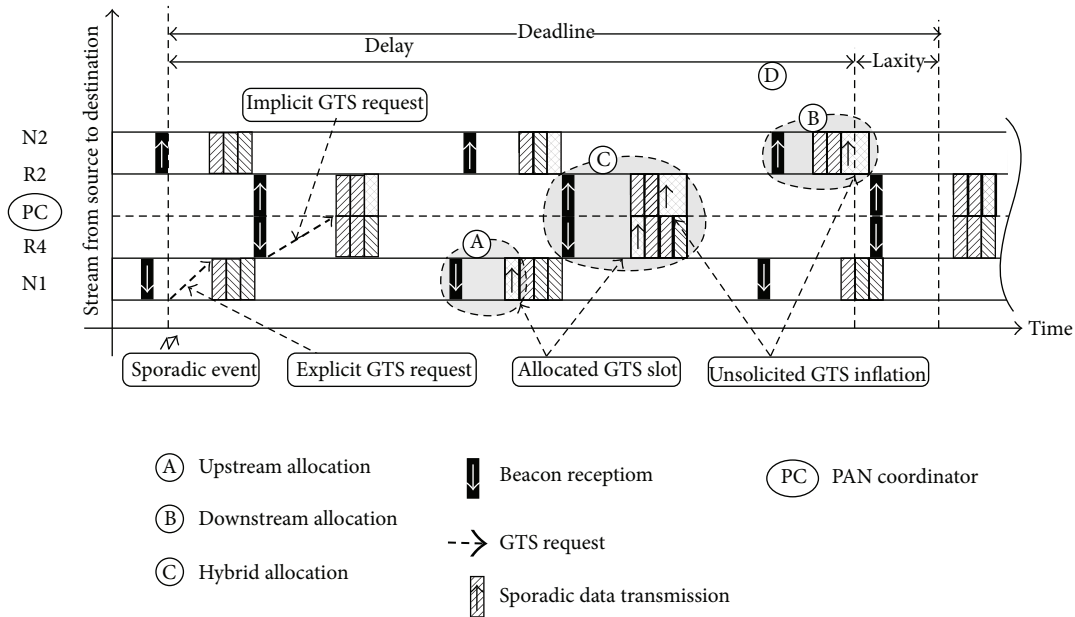 Deadline
Delay
Laxity
D
Implicit GTS request
B
C
A
N2
R2
PC
R4
N1
Stream from source to destination
Time
Sporadic event
Explicit GTS request
Allocated GTS slot
Unsolicited GTS inflation
A Upstream allocation
B Downstream allocation
C Hybrid allocation
Beacon receptiom
GTS request
Sporadic data transmission
PC PAN coordinator